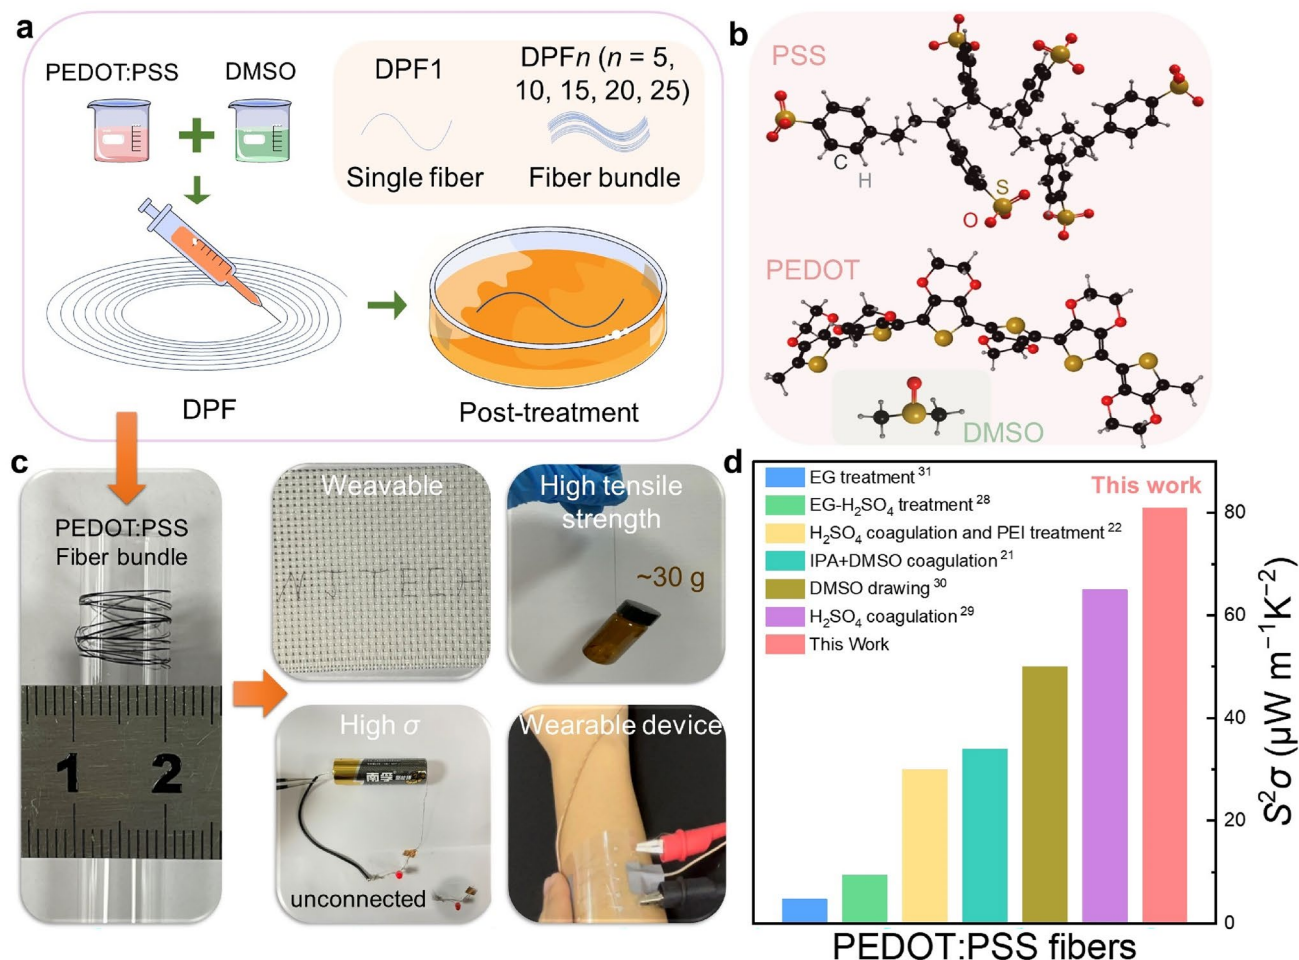 a
PEDOT:PSS
DMSO
DPF1
DPFn (n = 5,
10, 15, 20, 25)
Single fiber
Fiber bundle
DPF
Post-treatment
b
PSS
C
H
S
O
PEDOT
DMSO
c
PEDOT:PSS
Fiber bundle
1 2
Weavable
NJTECH
High tensile
strength
~30 g
High σ
南孚
unconnected
Wearable device
d
EG treatment 31
EG-H₂SO₄ treatment 28
H₂SO₄ coagulation and PEI treatment 22
IPA+DMSO coagulation 21
DMSO drawing 30
H₂SO₄ coagulation 29
This Work
This work
80
60
40
20
0
S²σ (μW m⁻¹K⁻²)
PEDOT:PSS fibers